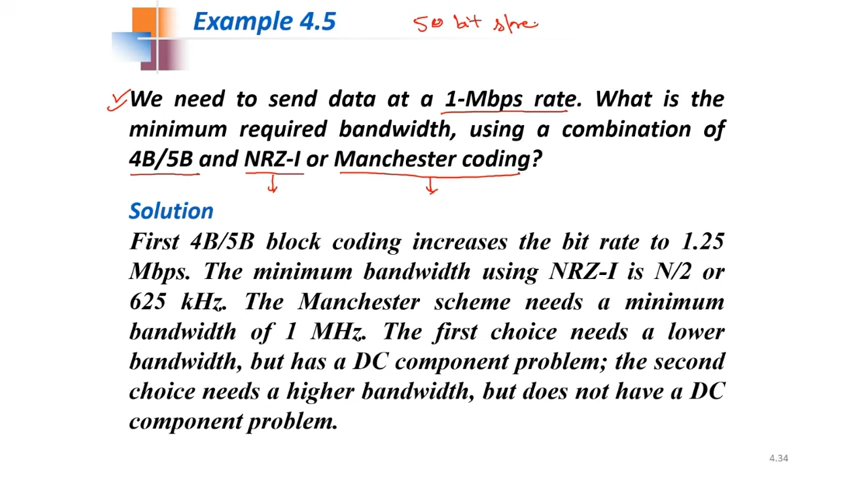 Example 4.5
bit
We need to send data at a 1-Mbps rate. What is the
minimum required bandwidth, using a combination of
4B/5B and NRZ-I or Manchester coding?
Solution
First 4B/5B block coding increases the bit rate to 1.25
Mbps. The minimum bandwidth using NRZ-I is N/2 or
625 kHz. The Manchester scheme needs a minimum
bandwidth of 1 MHz. The first choice needs a lower
bandwidth, but has a DC component problem; the second
choice needs a higher bandwidth, but does not have a DC
component problem.
4.34